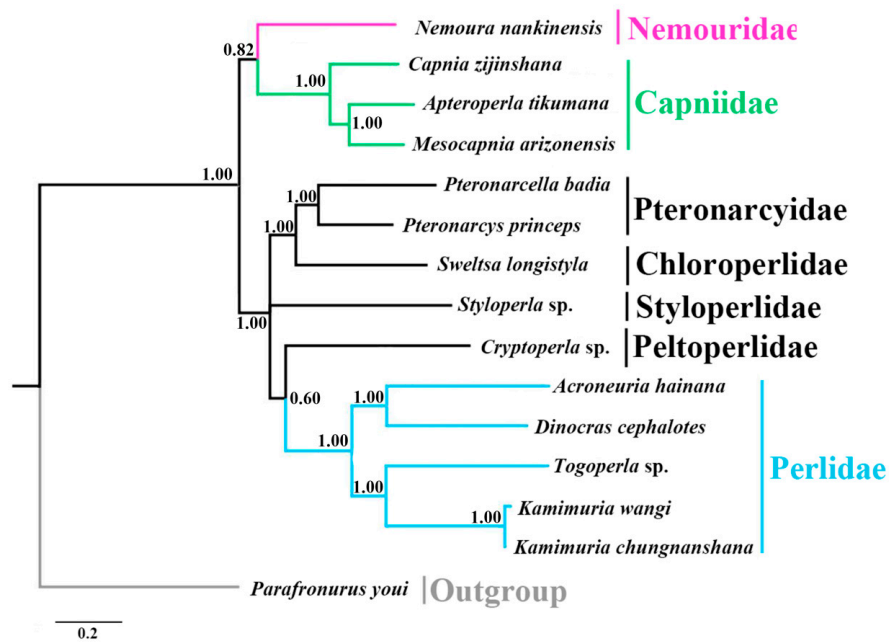 Nemoura nankinensis Nemouridae
0.82
Capnia zijinshana
1.00
Apteroperla tikumana Capniidae
1.00
Mesocapnia arizonensis
1.00
Pteronarcella badia
1.00
Pteronarcyidae
Pteronarcys princeps
1.00
Sweltsa longistyla Chloroperlidae
Styloperla sp. Styloperlidae
1.00
Cryptoperla sp. Peltoperlidae
Acroneuria hainana
1.00
0.60
Dinocras cephalotes
1.00
Togoperla sp. Perlidae
1.00
Kamimuria wangi
1.00
Kamimuria chungnanshana
Parafronurus youi Outgroup
0.2